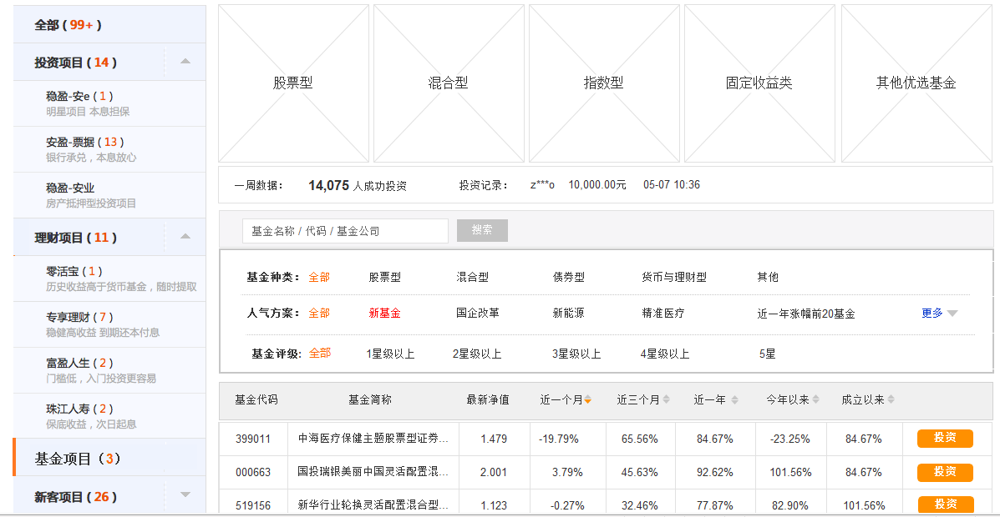 全部 ( 99+ )
投资项目 ( 14 )
稳盈-安e ( 1 )
明星项目 本息担保
安盈-票据 ( 13 )
银行承兑，本息放心
稳盈-安业
房产抵押型投资项目
理财项目 ( 11 )
零活宝 ( 1 )
历史收益高于货币基金，随时提取
专享理财 ( 7 )
稳健高收益 到期还本付息
富盈人生 ( 2 )
门槛低，入门投资更容易
珠江人寿 ( 2 )
保底收益，次日起息
基金项目（3）
新客项目 ( 26 )
股票型 混合型 指数型 固定收益类 其他优选基金
一周数据： 14,075 人成功投资 投资记录： z***o 10,000.00元 05-07 10:36
基金名称 / 代码 / 基金公司 搜索
基金种类： 全部 股票型 混合型 债券型 货币与理财型 其他
人气方案： 全部 新基金 国企改革 新能源 精准医疗 近一年涨幅前20基金 更多
基金评级: 全部 1星级以上 2星级以上 3星级以上 4星级以上 5星
基金代码 基金简称 最新净值 近一个月 近三个月 近一年 今年以来 成立以来
399011 中海医疗保健主题股票型证券... 1.479 -19.79% 65.56% 84.67% -23.25% 84.67% 投资
000663 国投瑞银美丽中国灵活配置混... 2.001 3.79% 45.63% 92.62% 101.56% 84.67% 投资
519156 新华行业轮换灵活配置混合型... 1.123 -0.27% 32.46% 77.87% 82.90% 101.56% 投资